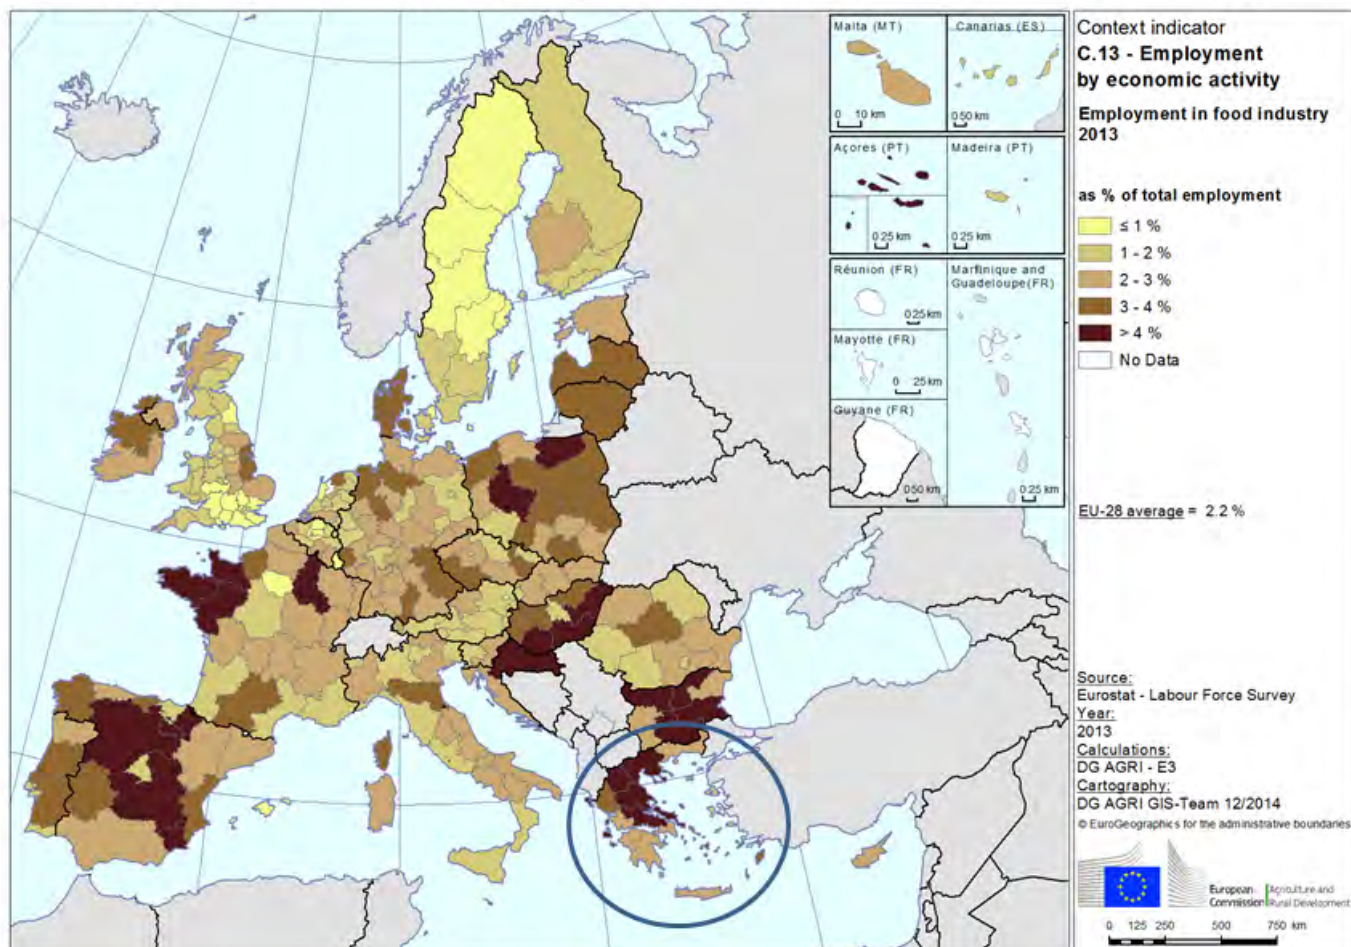 Malta (MT)
0 10 km
Canarias (ES)
0 50 km
Açores (PT)
0 25 km
Madeira (PT)
0 25 km
Réunion (FR)
0 25 km
Martinique and
Guadeloupe(FR)
0 25 km
Mayotte (FR)
0 25 km
Guyane (FR)
0 50 km
Context indicator
C.13 - Employment
by economic activity
Employment in food industry
2013
as % of total employment
≤ 1 %
1 - 2 %
2 - 3 %
3 - 4 %
> 4 %
No Data
EU-28 average = 2.2 %
Source:
Eurostat - Labour Force Survey
Year:
2013
Calculations:
DG AGRI - E3
Cartography:
DG AGRI GIS-Team 12/2014
© EuroGeographics for the administrative boundaries
European
Commission
Agriculture and
Rural Development
0 125 250 500 750 km